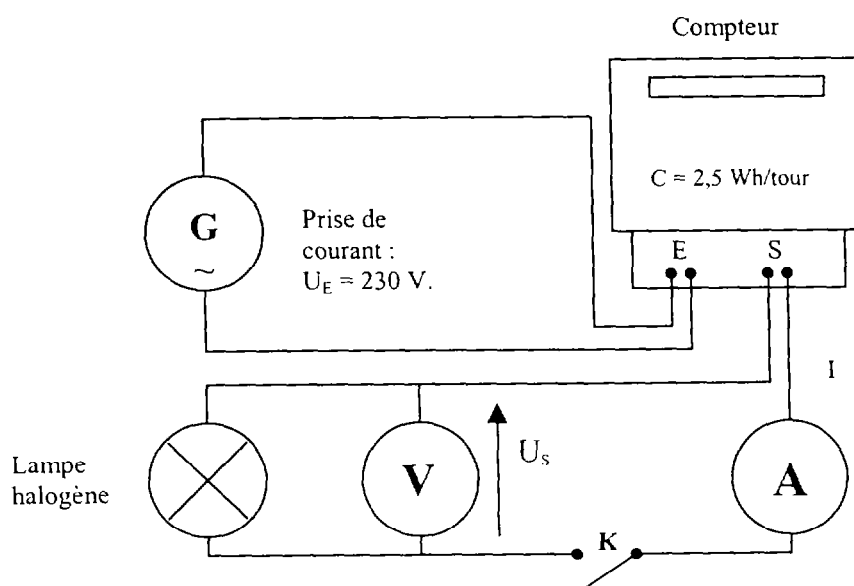 Compteur
C = 2,5 Wh/tour
G
~
Prise de
courant :
U_E = 230 V.
E
S
I
Lampe
halogène
V
U_s
A
K